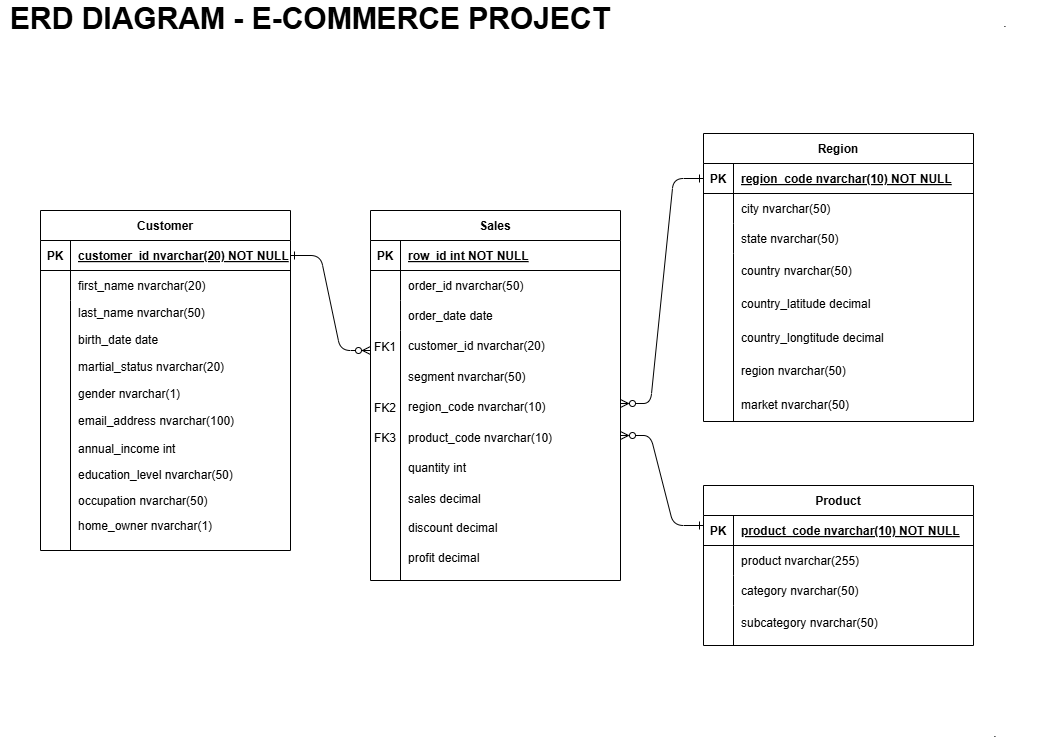 ERD DIAGRAM - E-COMMERCE PROJECT
Customer
PK customer_id nvarchar(20) NOT NULL
first_name nvarchar(20)
last_name nvarchar(50)
birth_date date
martial_status nvarchar(20)
gender nvarchar(1)
email_address nvarchar(100)
annual_income int
education_level nvarchar(50)
occupation nvarchar(50)
home_owner nvarchar(1)
Sales
PK row_id int NOT NULL
order_id nvarchar(50)
order_date date
FK1 customer_id nvarchar(20)
segment nvarchar(50)
FK2 region_code nvarchar(10)
FK3 product_code nvarchar(10)
quantity int
sales decimal
discount decimal
profit decimal
Region
PK region_code nvarchar(10) NOT NULL
city nvarchar(50)
state nvarchar(50)
country nvarchar(50)
country_latitude decimal
country_longtitude decimal
region nvarchar(50)
market nvarchar(50)
Product
PK product_code nvarchar(10) NOT NULL
product nvarchar(255)
category nvarchar(50)
subcategory nvarchar(50)